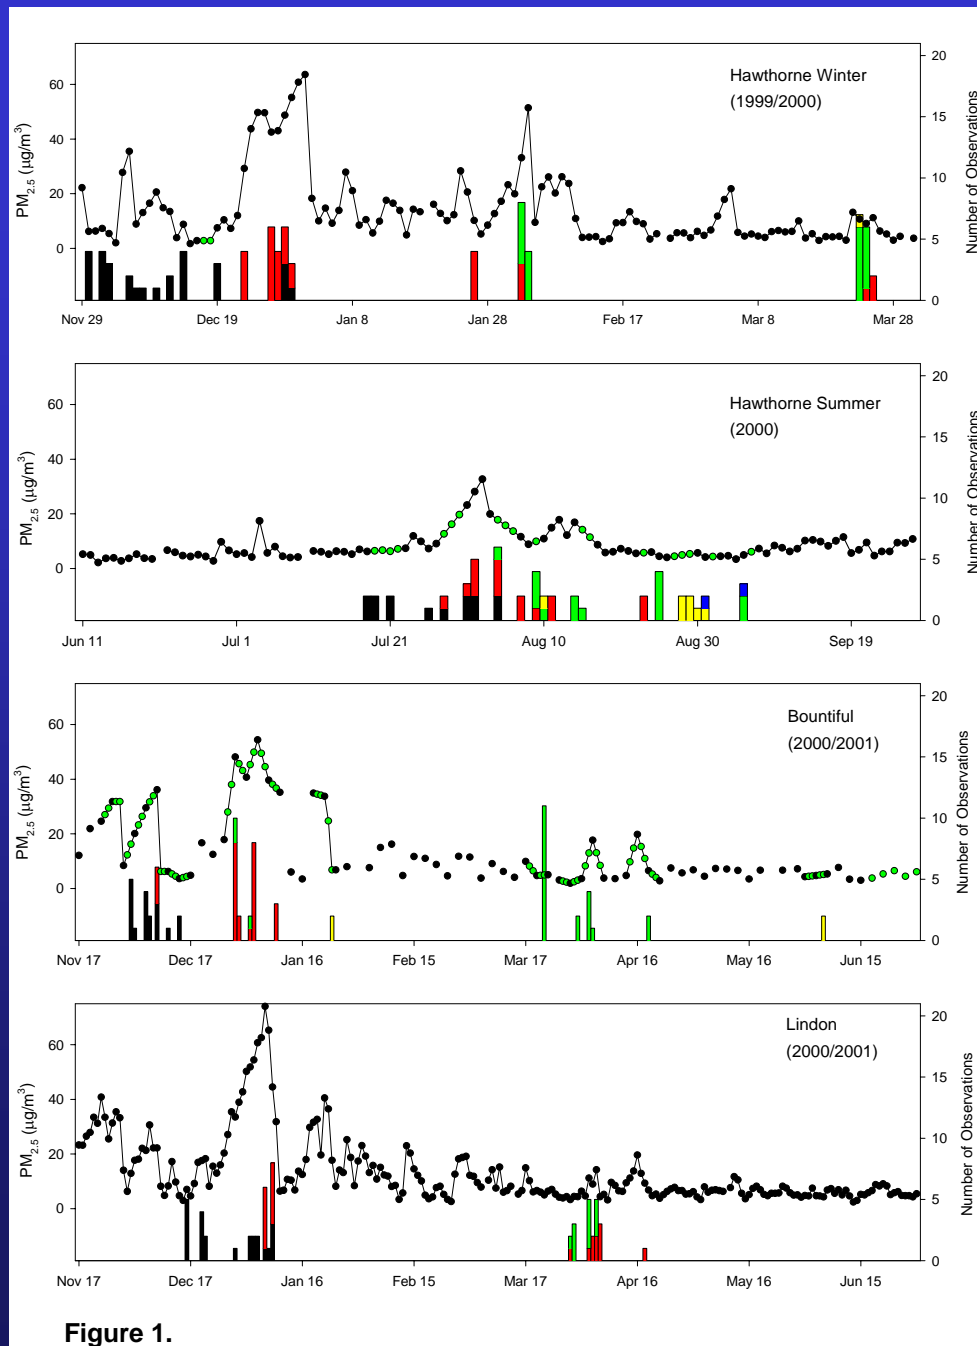 Hawthorne Winter
(1999/2000)
PM2.5 (µg/m³)
60
40
20
0
20
15
10
5
0
Number of Observations
Nov 29 Dec 19 Jan 8 Jan 28 Feb 17 Mar 8 Mar 28
Hawthorne Summer
(2000)
PM2.5 (µg/m³)
60
40
20
0
20
15
10
5
0
Number of Observations
Jun 11 Jul 1 Jul 21 Aug 10 Aug 30 Sep 19
Bountiful
(2000/2001)
PM2.5 (µg/m³)
60
40
20
0
20
15
10
5
0
Number of Observations
Nov 17 Dec 17 Jan 16 Feb 15 Mar 17 Apr 16 May 16 Jun 15
Lindon
(2000/2001)
PM2.5 (µg/m³)
60
40
20
0
20
15
10
5
0
Number of Observations
Nov 17 Dec 17 Jan 16 Feb 15 Mar 17 Apr 16 May 16 Jun 15
Figure 1.